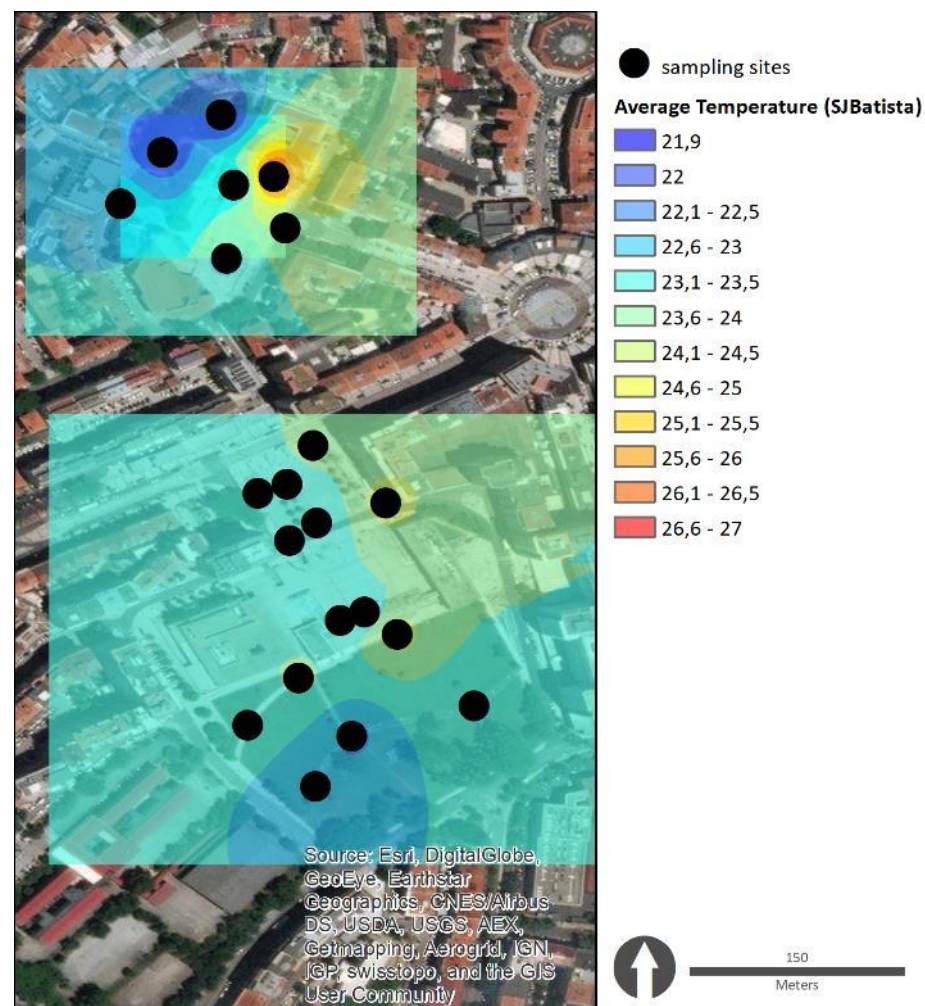 sampling sites
Average Temperature (SJBatista)
21,9
22
22,1 - 22,5
22,6 - 23
23,1 - 23,5
23,6 - 24
24,1 - 24,5
24,6 - 25
25,1 - 25,5
25,6 - 26
26,1 - 26,5
26,6 - 27
Source: Esri, DigitalGlobe,
GeoEye, Earthstar
Geographics, CNES/Airbus
DS, USDA, USGS, AEX,
Getmapping, Aerogrid, IGN,
IGP, swisstopo, and the GIS
User Community
150
Meters